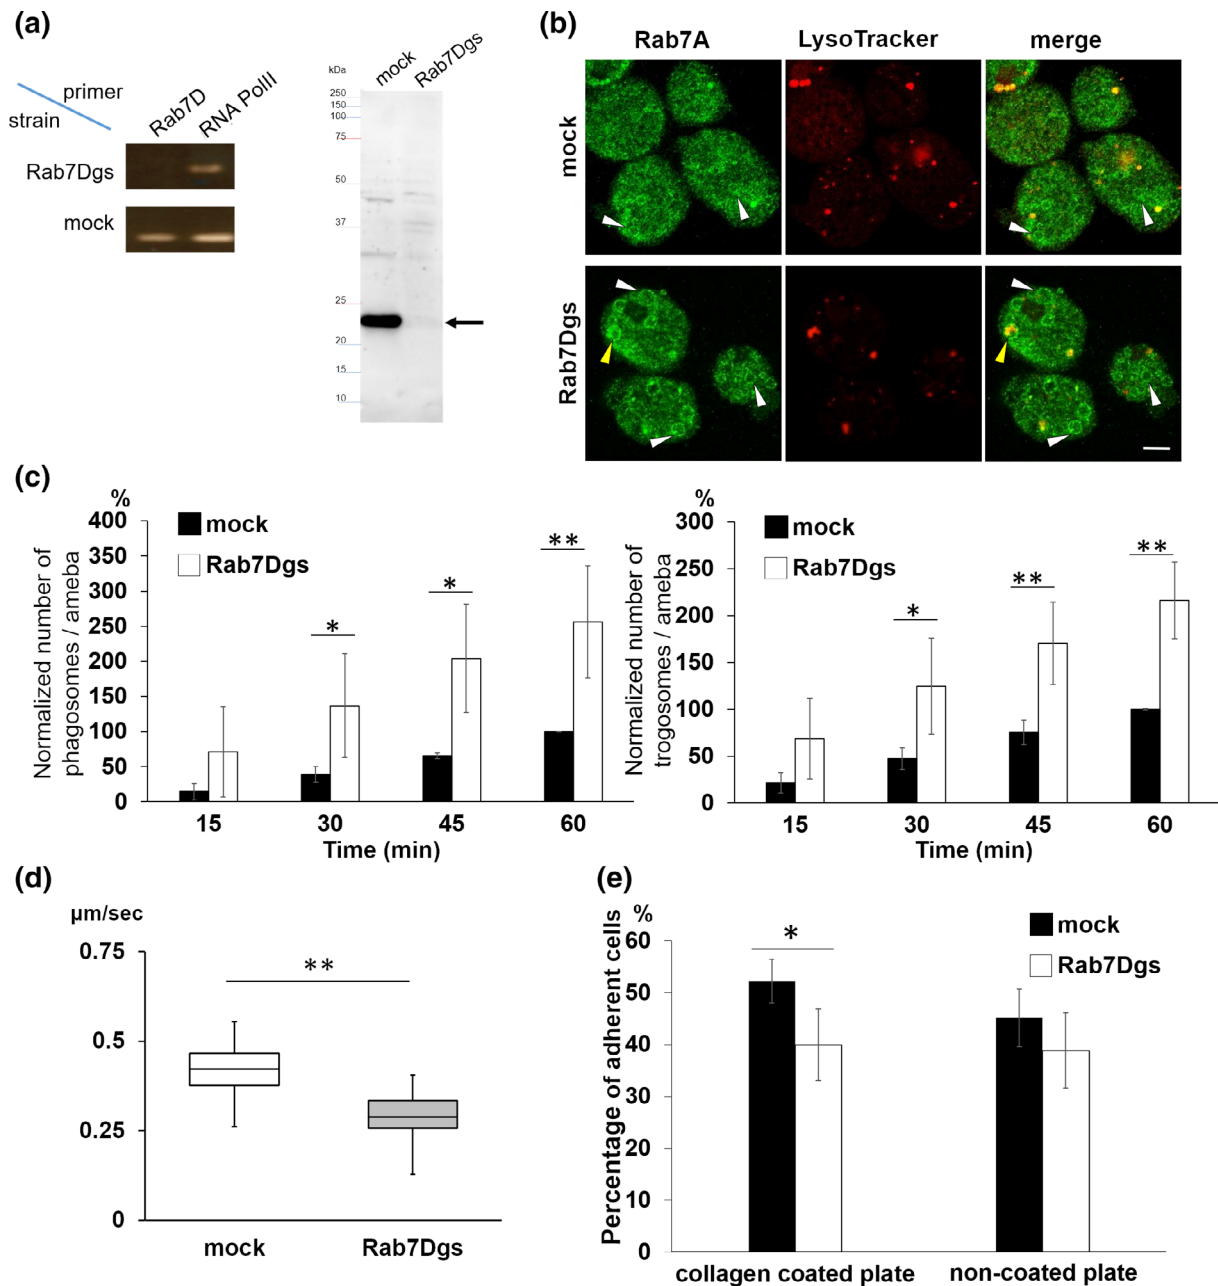 (a)
primer
strain
Rab7D
RNA PolII
Rab7Dgs
mock
kDa
mock
Rab7Dgs
250
150
100
75
50
37
25
20
15
10
(b)
Rab7A
LysoTracker
merge
mock
Rab7Dgs
(c)
%
400
350
300
250
200
150
100
50
0
Normalized number of
phagosomes / ameba
mock
Rab7Dgs
*
*
**
15
30
45
60
Time (min)
300
250
200
150
100
50
0
Normalized number of
trogosomes / ameba
mock
Rab7Dgs
*
**
**
15
30
45
60
Time (min)
(d)
µm/sec
0.75
0.5
0.25
0
**
mock
Rab7Dgs
(e)
%
60
50
40
30
20
10
0
Percentage of adherent cells
mock
Rab7Dgs
*
collagen coated plate
non-coated plate